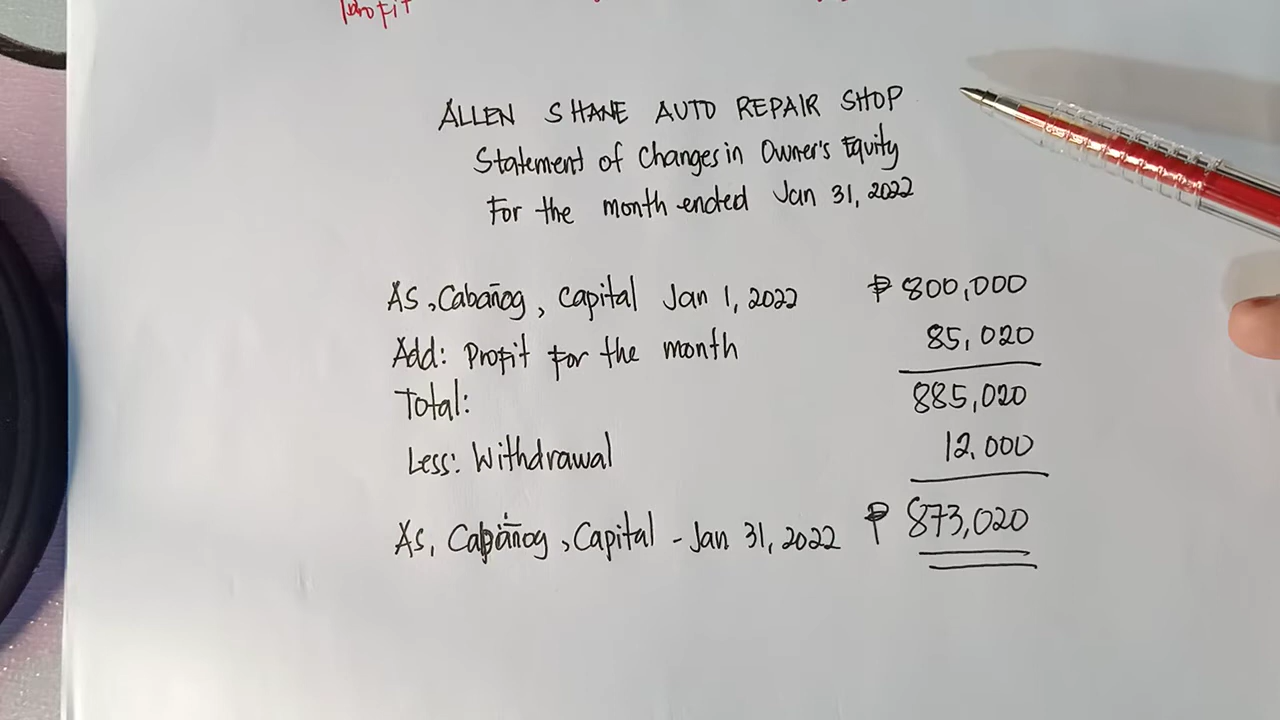 profit
ALLEN SHANE AUTO REPAIR SHOP
Statement of Changes in Owner's Equity
For the month ended Jan 31, 2022
AS, Cabañog, Capital Jan 1, 2022 ₱ 800,000
Add: Profit for the month 85,020
Total: 885,020
Less: Withdrawal 12,000
AS, Cabañog, Capital - Jan 31, 2022 ₱ 873,020